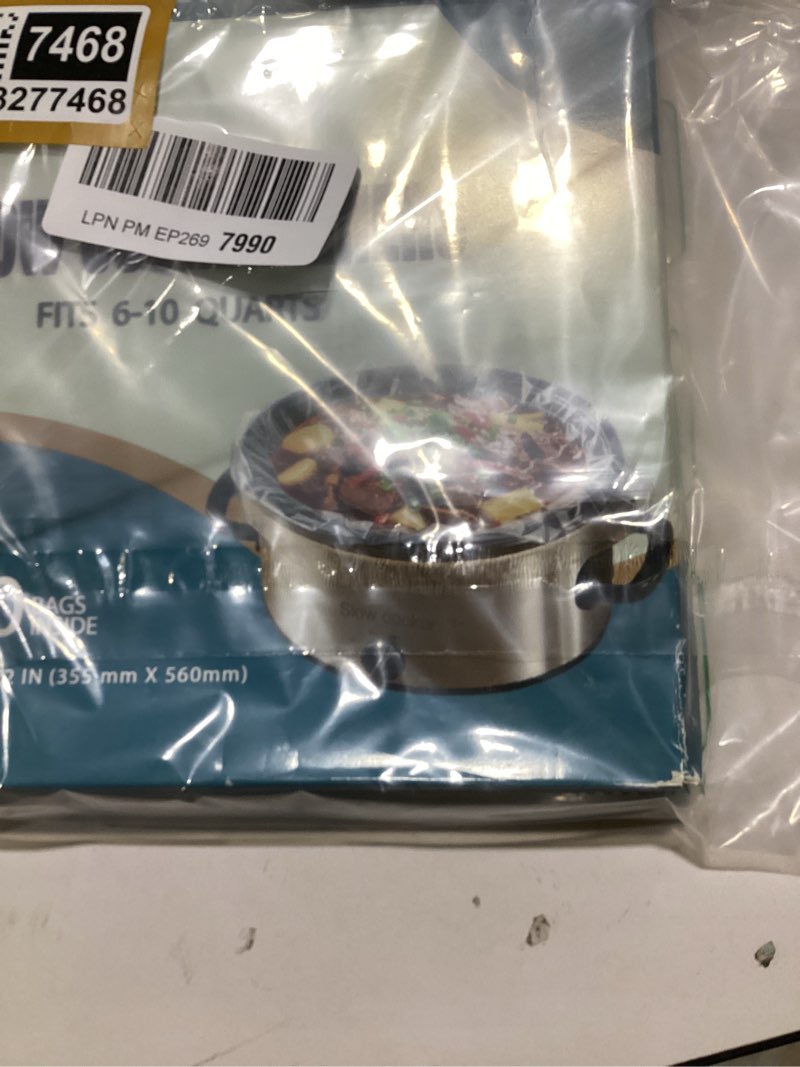 7468
3277468
LPN PM EP269 7990
FITS 6-10 QUARTS
Slow cooker
BAGS
INSIDE
IN (355 mm X 560mm)